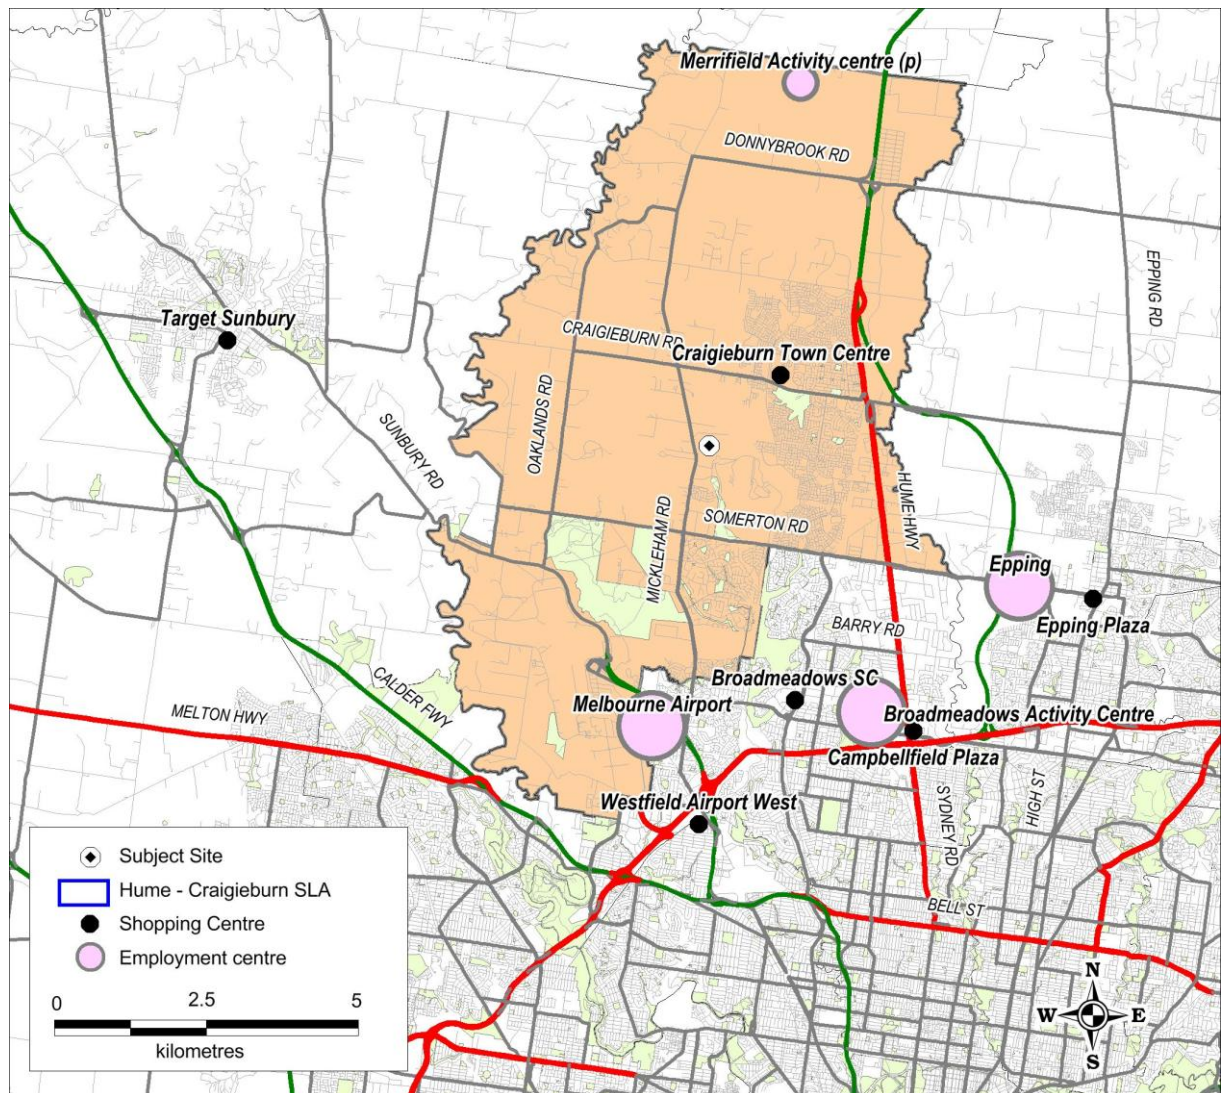 Merrifield Activity centre (p)
DONNYBROOK RD
EPPING RD
Target Sunbury
CRAIGIEBURN RD
Craigieburn Town Centre
OAKLANDS RD
SUNBURY RD
HUME HWY
MICKLEHAM RD
SOMERTON RD
Epping
BARRY RD
Epping Plaza
CALDER FWY
Broadmeadows SC
MELTON HWY
Melbourne Airport
Broadmeadows Activity Centre
Campbellfield Plaza
Westfield Airport West
SYDNEY RD
HIGH ST
BELL ST
Subject Site
Hume - Craigieburn SLA
Shopping Centre
Employment centre
0 2.5 5
kilometres
N
W E
S